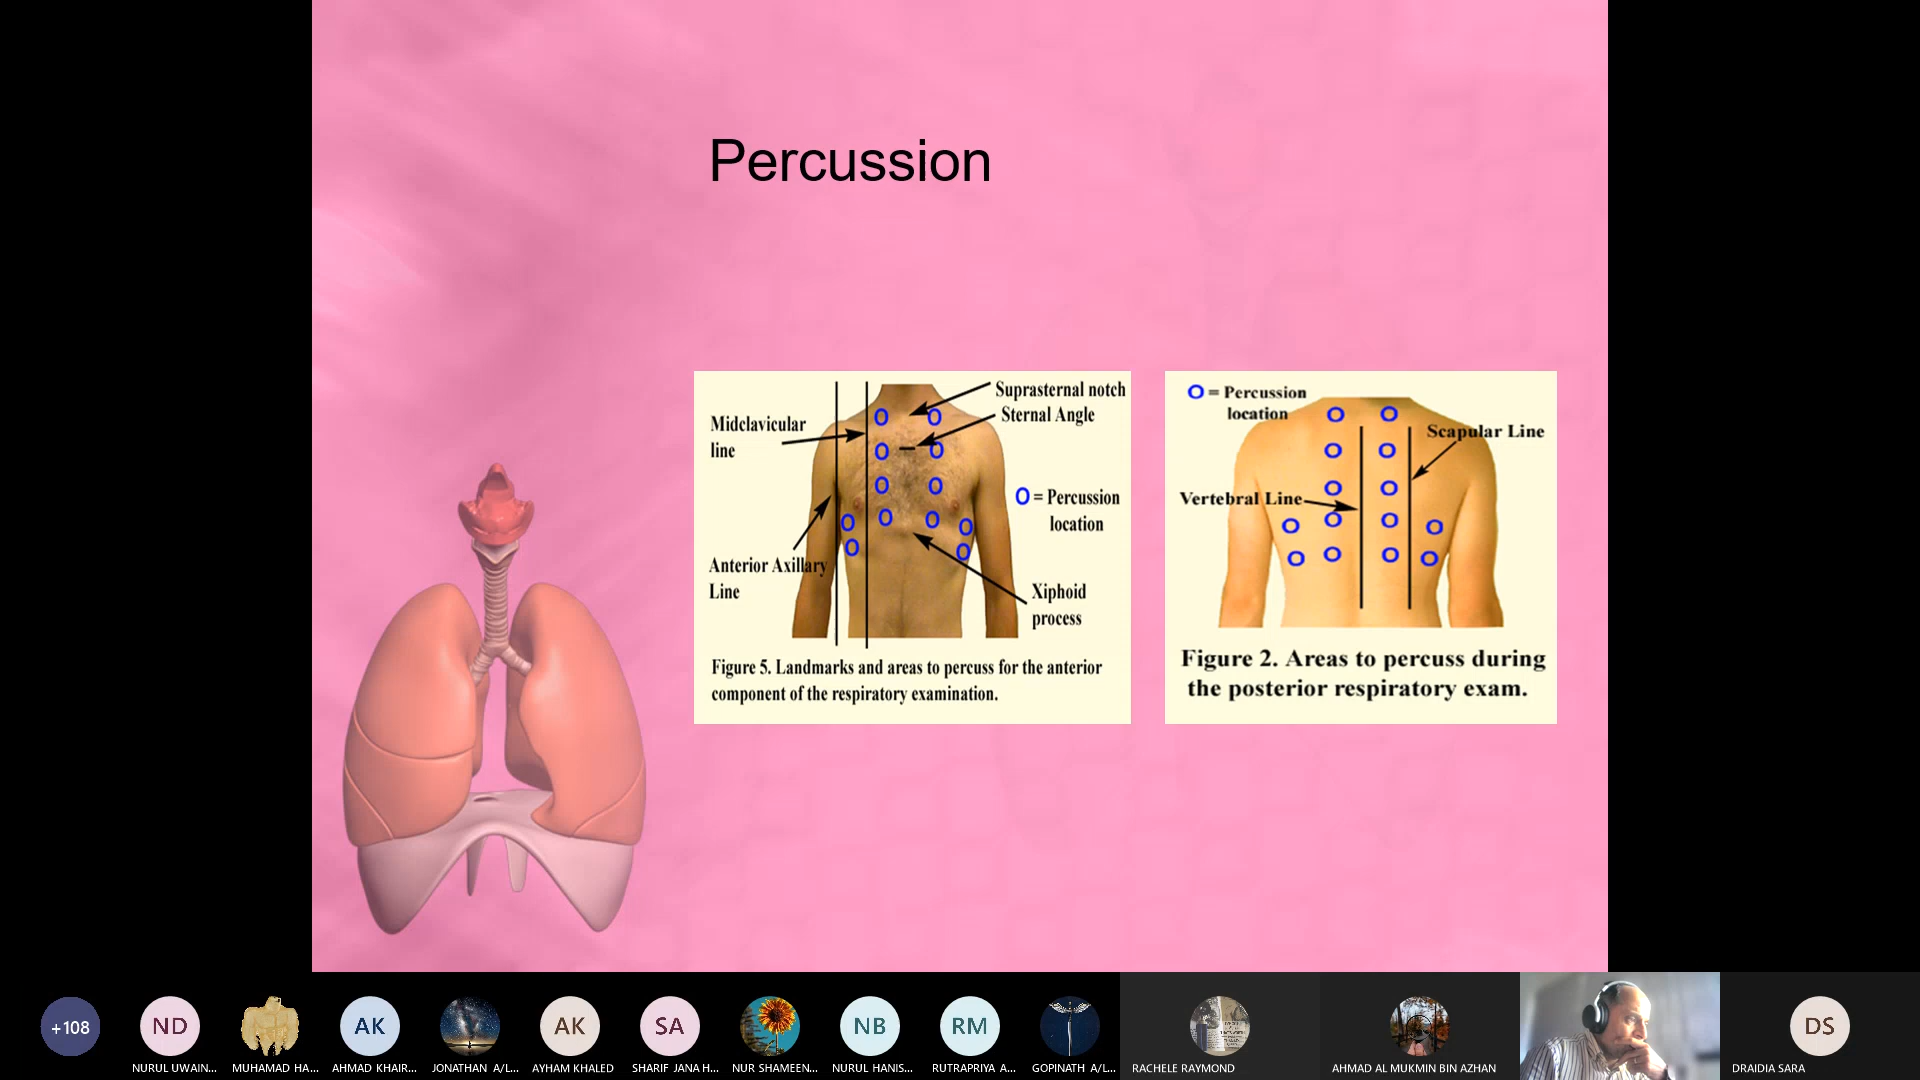 Percussion
Suprasternal notch
Sternal Angle
Midclavicular
line
O = Percussion
location
Anterior Axillary
Line
Xiphoid
process
Figure 5. Landmarks and areas to percuss for the anterior
component of the respiratory examination.
O = Percussion
location
Scapular Line
Vertebral Line
Figure 2. Areas to percuss during
the posterior respiratory exam.
+108
ND
AK
AK
SA
NB
RM
DS
NURUL UWAIN...
MUHAMAD HA...
AHMAD KHAIR...
JONATHAN A/L...
AYHAM KHALED
SHARIF JANA H...
NUR SHAMEEN...
NURUL HANIS...
RUTRAPRIYA A...
GOPINATH A/L...
RACHELE RAYMOND
AHMAD AL MUKMIN BIN AZHAN
DRAIDIA SARA